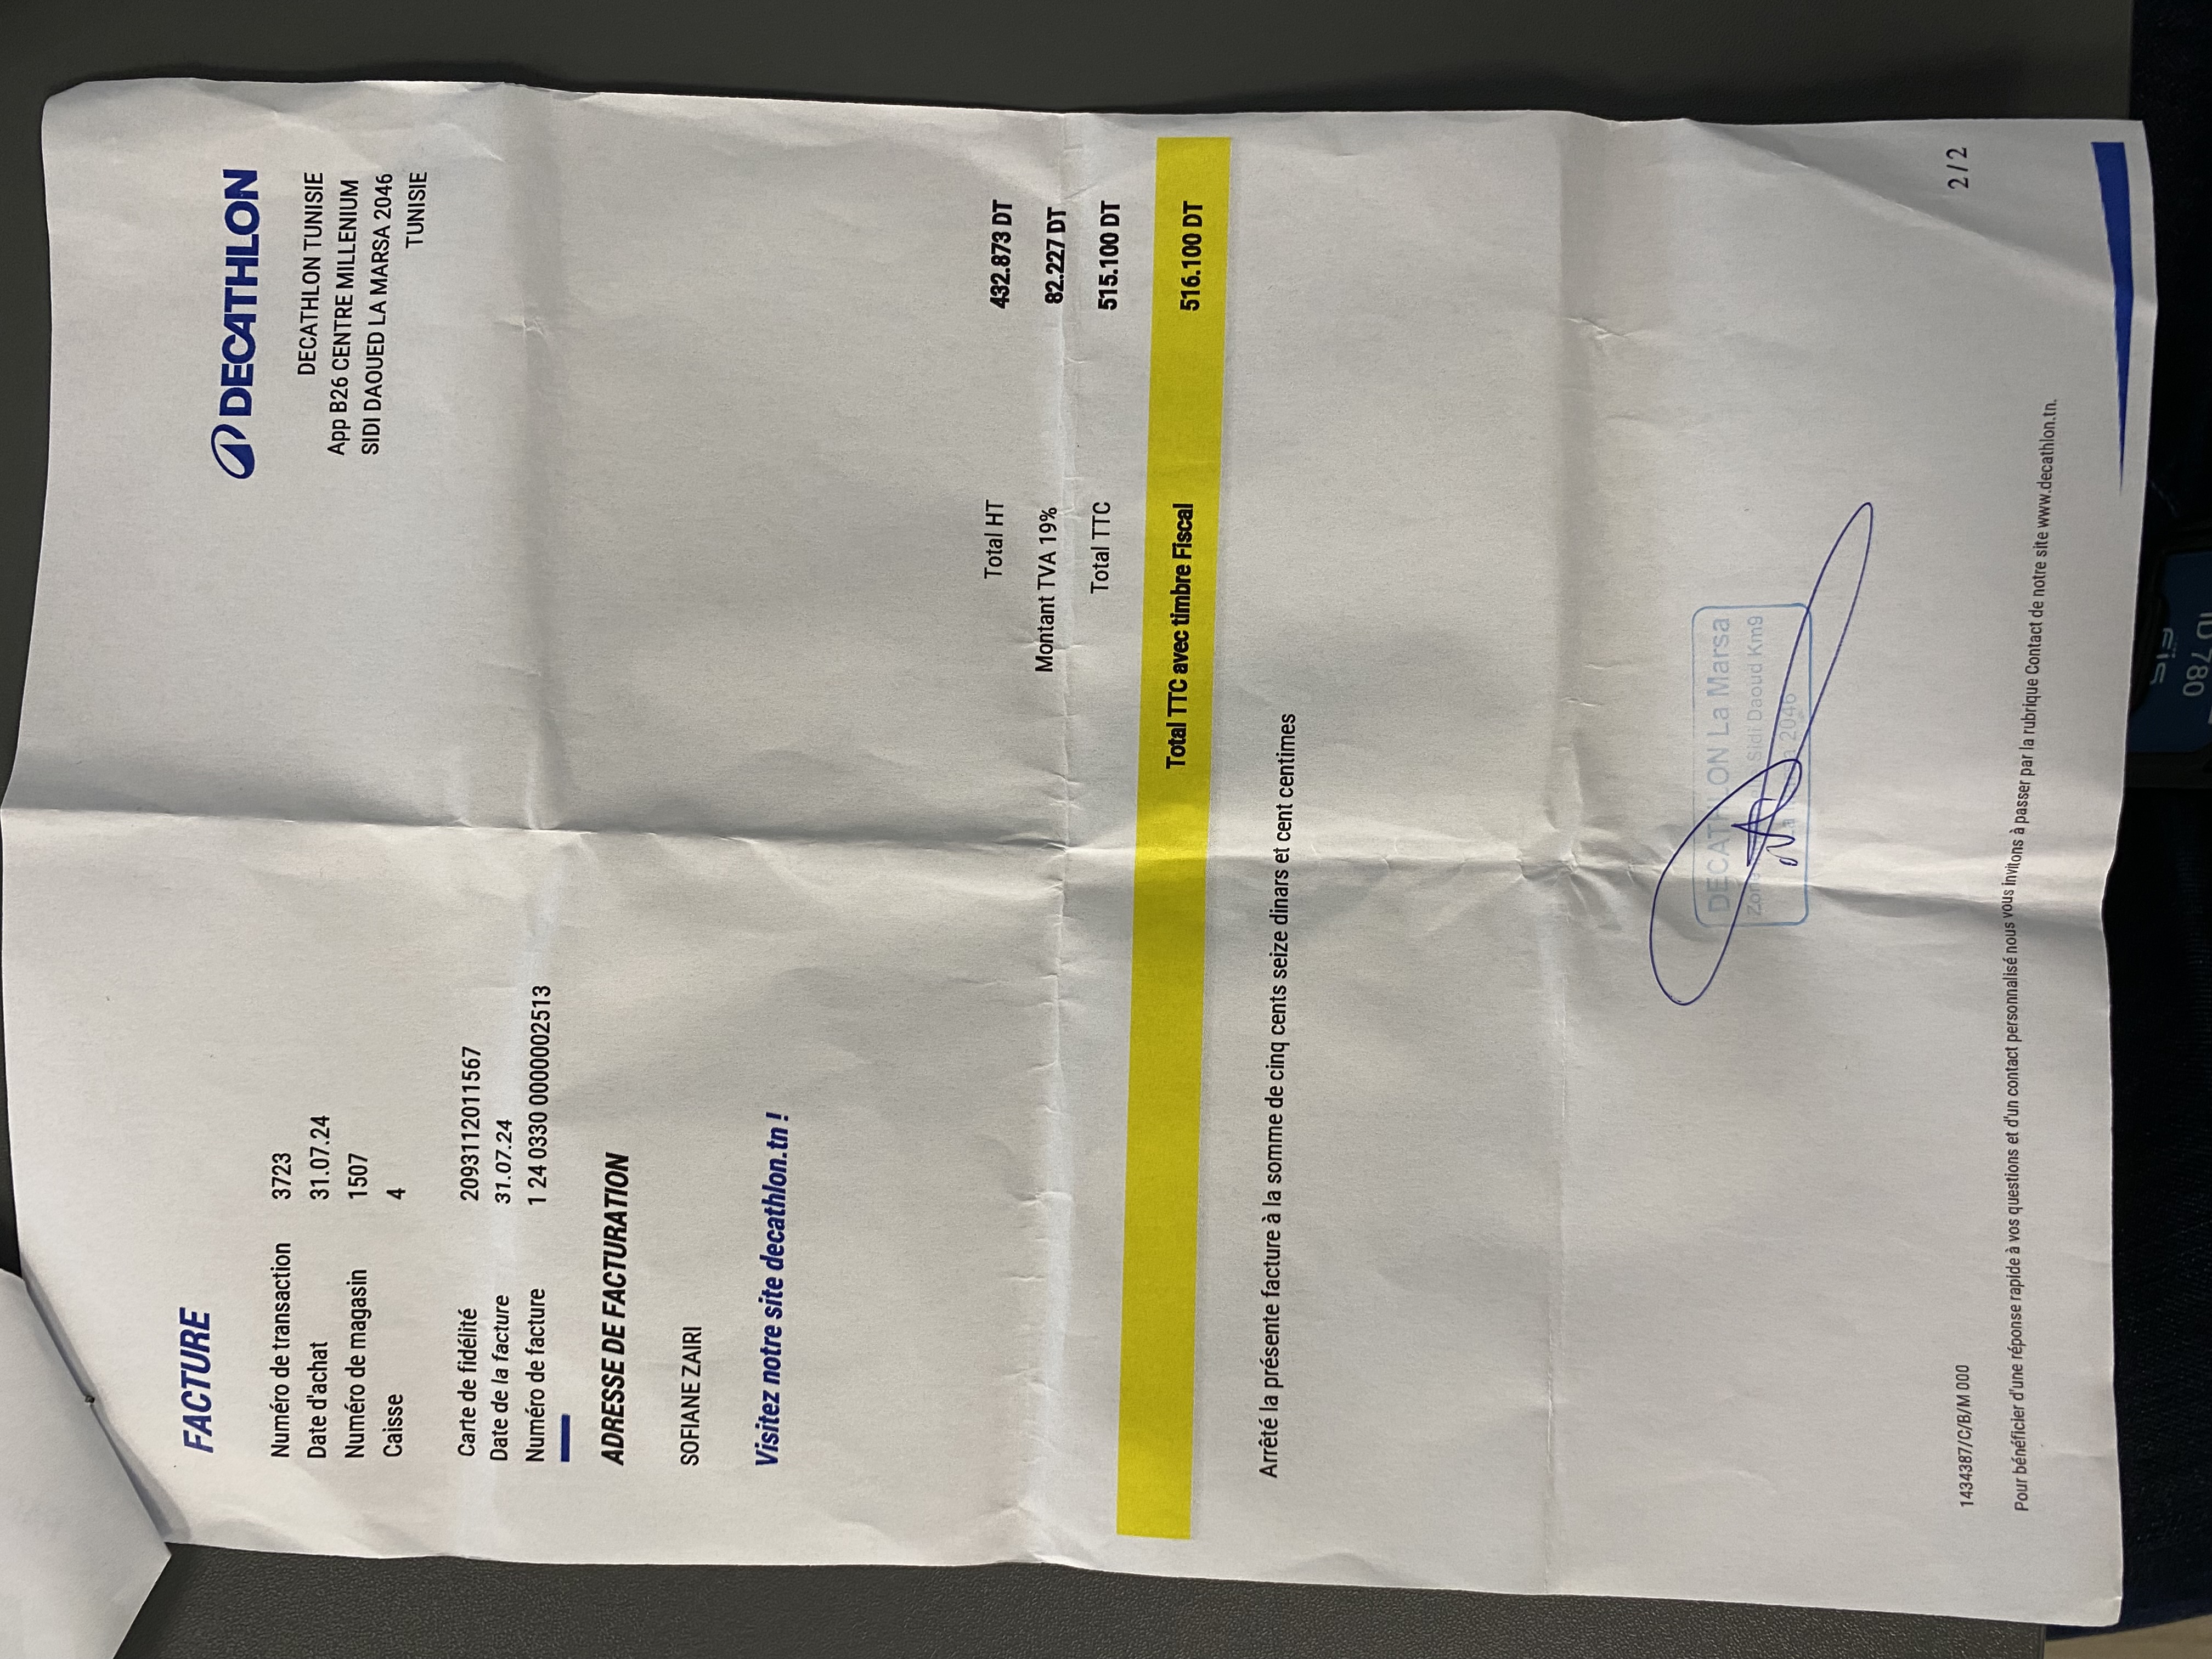 FACTURE
DECATHLON
Numéro de transaction 3723
Date d'achat 31.07.24
Numéro de magasin 1507
Caisse 4
DECATHLON TUNISIE
App B26 CENTRE MILLENIUM
SIDI DAOUED LA MARSA 2046
TUNISIE
Carte de fidélité 2093112011567
Date de la facture 31.07.24
Numéro de facture 1 24 0330 0000002513
ADRESSE DE FACTURATION
SOFIANE ZAIRI
Visitez notre site decathlon.tn !
Total HT 432.873 DT
Montant TVA 19% 82.227 DT
Total TTC 515.100 DT
Total TTC avec timbre Fiscal 516.100 DT
Arrêté la présente facture à la somme de cinq cents seize dinars et cent centimes
DECATHLON La Marsa
Sidi Daoud Km9
La Marsa 2046
1434387/C/B/M 000
2/2
Pour bénéficier d'une réponse rapide à vos questions et d'un contact personnalisé nous vous invitons à passer par la rubrique Contact de notre site www.decathlon.tn.
ID 780